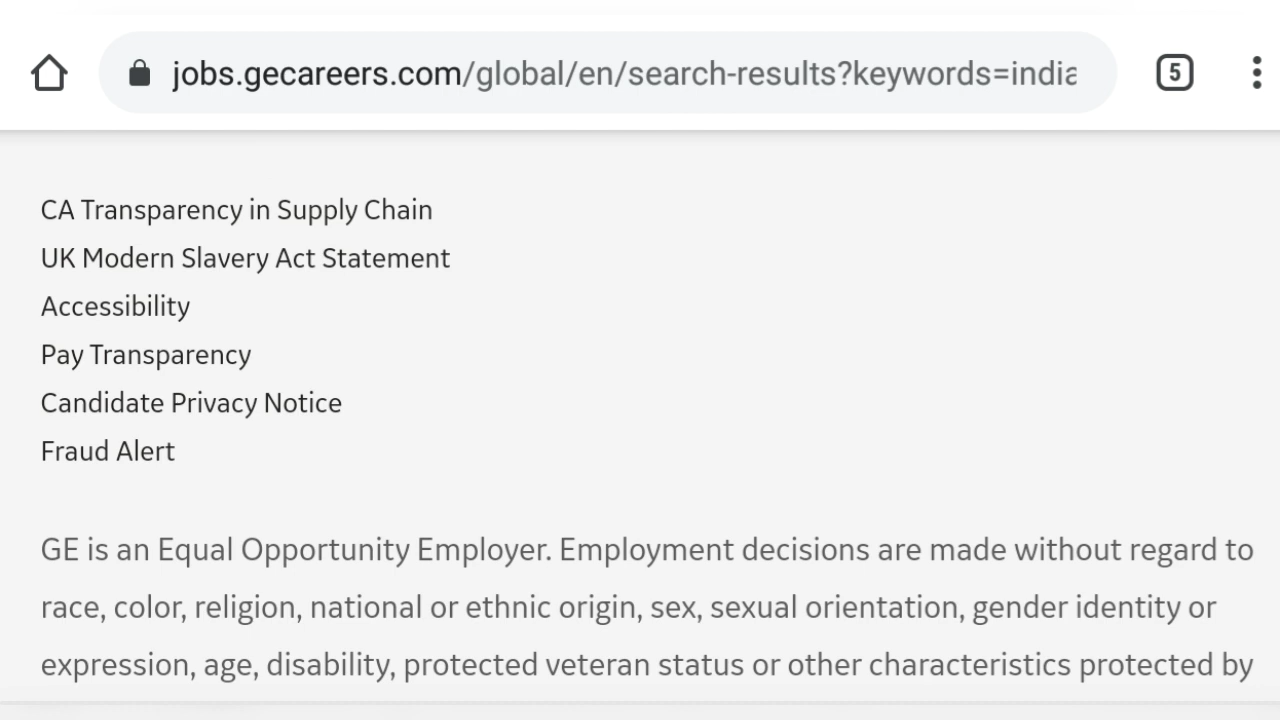 jobs.gecareers.com/global/en/search-results?keywords=india
5
CA Transparency in Supply Chain
UK Modern Slavery Act Statement
Accessibility
Pay Transparency
Candidate Privacy Notice
Fraud Alert
GE is an Equal Opportunity Employer. Employment decisions are made without regard to
race, color, religion, national or ethnic origin, sex, sexual orientation, gender identity or
expression, age, disability, protected veteran status or other characteristics protected by